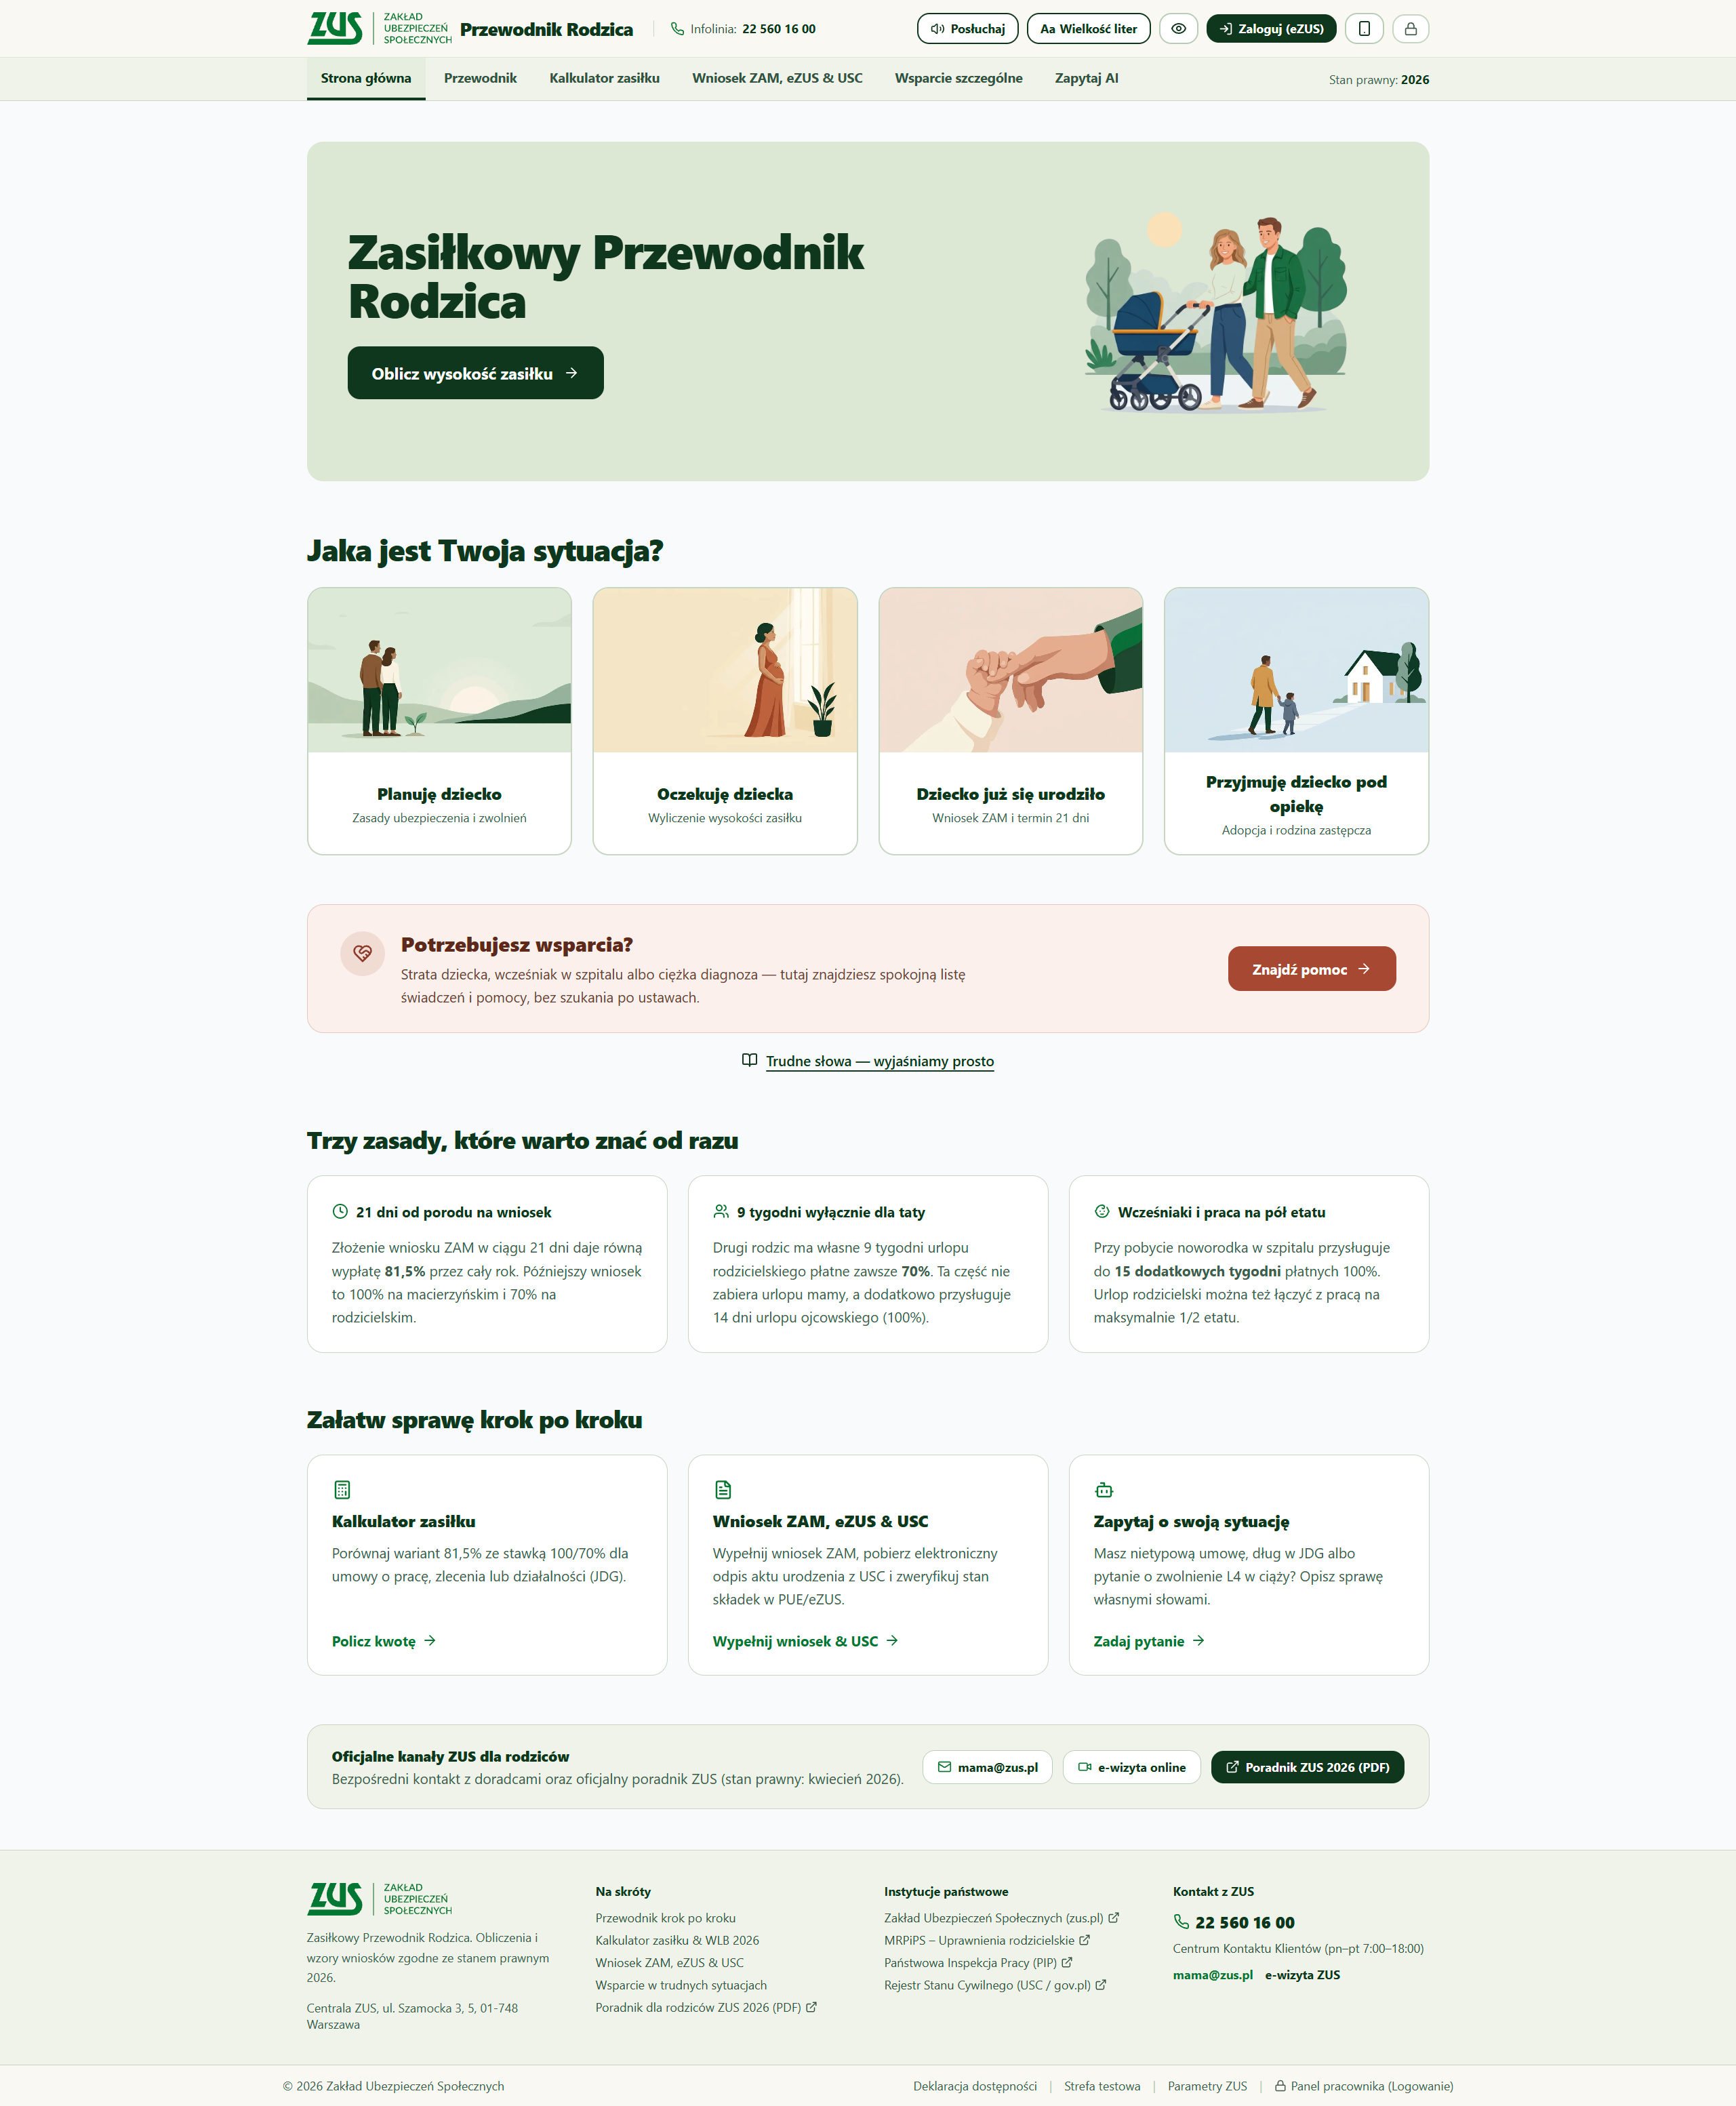 ZUS
ZAKŁAD
UBEZPIECZEŃ
SPOŁECZNYCH
Przewodnik Rodzica
Infolinia: 22 560 16 00
Posłuchaj
Aa Wielkość liter
Zaloguj (eZUS)
Strona główna
Przewodnik
Kalkulator zasiłku
Wniosek ZAM, eZUS & USC
Wsparcie szczególne
Zapytaj AI
Stan prawny: 2026
Zasiłkowy Przewodnik
Rodzica
Oblicz wysokość zasiłku
Jaka jest Twoja sytuacja?
Planuję dziecko
Zasady ubezpieczenia i zwolnień
Oczekuję dziecka
Wyliczenie wysokości zasiłku
Dziecko już się urodziło
Wniosek ZAM i termin 21 dni
Przyjmuję dziecko pod
opiekę
Adopcja i rodzina zastępcza
Potrzebujesz wsparcia?
Strata dziecka, wcześniak w szpitalu albo ciężka diagnoza — tutaj znajdziesz spokojną listę
świadczeń i pomocy, bez szukania po ustawach.
Znajdź pomoc
Trudne słowa — wyjaśniamy prosto
Trzy zasady, które warto znać od razu
21 dni od porodu na wniosek
Złożenie wniosku ZAM w ciągu 21 dni daje równą
wypłatę 81,5% przez cały rok. Późniejszy wniosek
to 100% na macierzyńskim i 70% na
rodzicielskim.
9 tygodni wyłącznie dla taty
Drugi rodzic ma własne 9 tygodni urlopu
rodzicielskiego płatne zawsze 70%. Ta część nie
zabiera urlopu mamy, a dodatkowo przysługuje
14 dni urlopu ojcowskiego (100%).
Wcześniaki i praca na pół etatu
Przy pobycie noworodka w szpitalu przysługuje
do 15 dodatkowych tygodni płatnych 100%.
Urlop rodzicielski można też łączyć z pracą na
maksymalnie 1/2 etatu.
Załatw sprawę krok po kroku
Kalkulator zasiłku
Porównaj wariant 81,5% ze stawką 100/70% dla
umowy o pracę, zlecenia lub działalności (JDG).
Policz kwotę
Wniosek ZAM, eZUS & USC
Wypełnij wniosek ZAM, pobierz elektroniczny
odpis aktu urodzenia z USC i zweryfikuj stan
składek w PUE/eZUS.
Wypełnij wniosek & USC
Zapytaj o swoją sytuację
Masz nietypową umowę, dług w JDG albo
pytanie o zwolnienie L4 w ciąży? Opisz sprawę
własnymi słowami.
Zadaj pytanie
Oficjalne kanały ZUS dla rodziców
Bezpośredni kontakt z doradcami oraz oficjalny poradnik ZUS (stan prawny: kwiecień 2026).
mama@zus.pl
e-wizyta online
Poradnik ZUS 2026 (PDF)
ZUS
ZAKŁAD
UBEZPIECZEŃ
SPOŁECZNYCH
Zasiłkowy Przewodnik Rodzica. Obliczenia i
wzory wniosków zgodne ze stanem prawnym
2026.
Centrala ZUS, ul. Szamocka 3, 5, 01-748
Warszawa
Na skróty
Przewodnik krok po kroku
Kalkulator zasiłku & WLB 2026
Wniosek ZAM, eZUS & USC
Wsparcie w trudnych sytuacjach
Poradnik dla rodziców ZUS 2026 (PDF)
Instytucje państwowe
Zakład Ubezpieczeń Społecznych (zus.pl)
MRPiPS – Uprawnienia rodzicielskie
Państwowa Inspekcja Pracy (PIP)
Rejestr Stanu Cywilnego (USC / gov.pl)
Kontakt z ZUS
22 560 16 00
Centrum Kontaktu Klientów (pn–pt 7:00–18:00)
mama@zus.pl
e-wizyta ZUS
© 2026 Zakład Ubezpieczeń Społecznych
Deklaracja dostępności | Strefa testowa | Parametry ZUS | Panel pracownika (Logowanie)